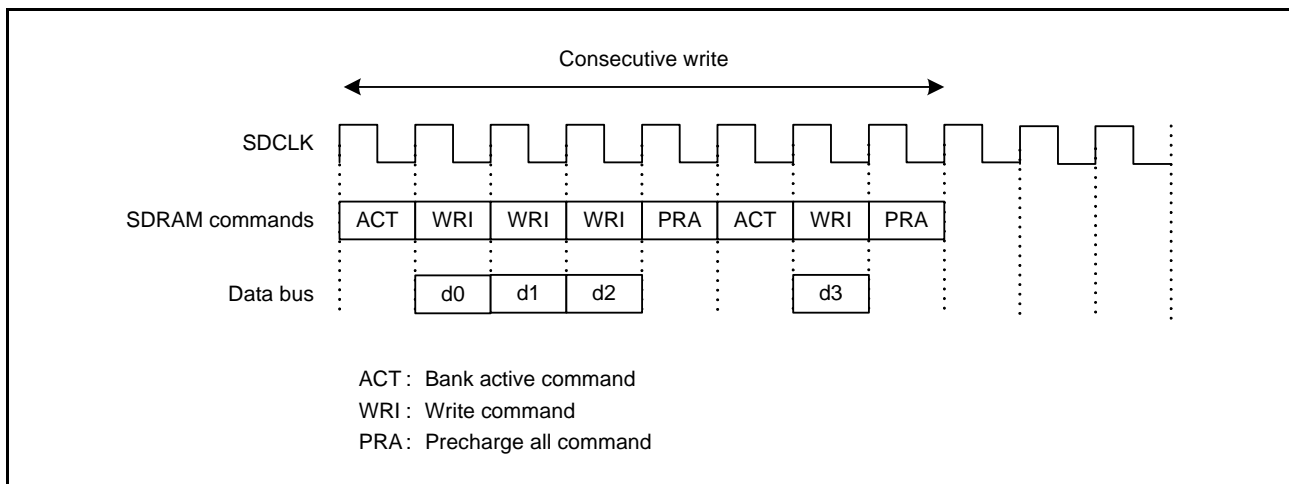 Consecutive write
SDCLK
SDRAM commands ACT WRI WRI WRI PRA ACT WRI PRA
Data bus d0 d1 d2 d3
ACT : Bank active command
WRI : Write command
PRA : Precharge all command